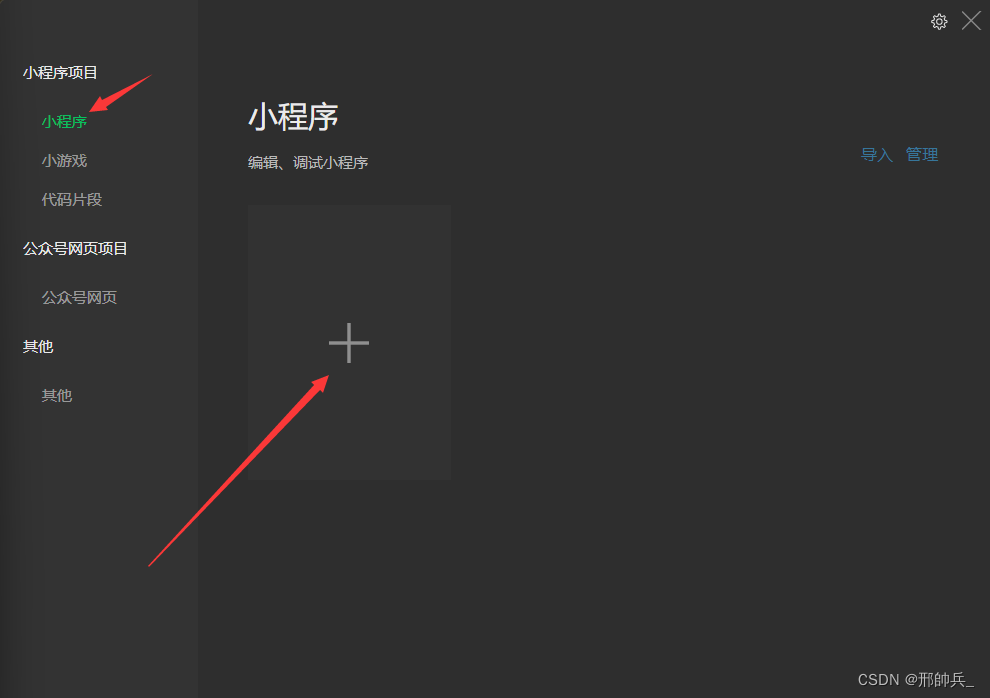 小程序项目
小程序
小游戏
代码片段
公众号网页项目
公众号网页
其他
其他
小程序
编辑、调试小程序
导入 管理
CSDN @邢帥兵_